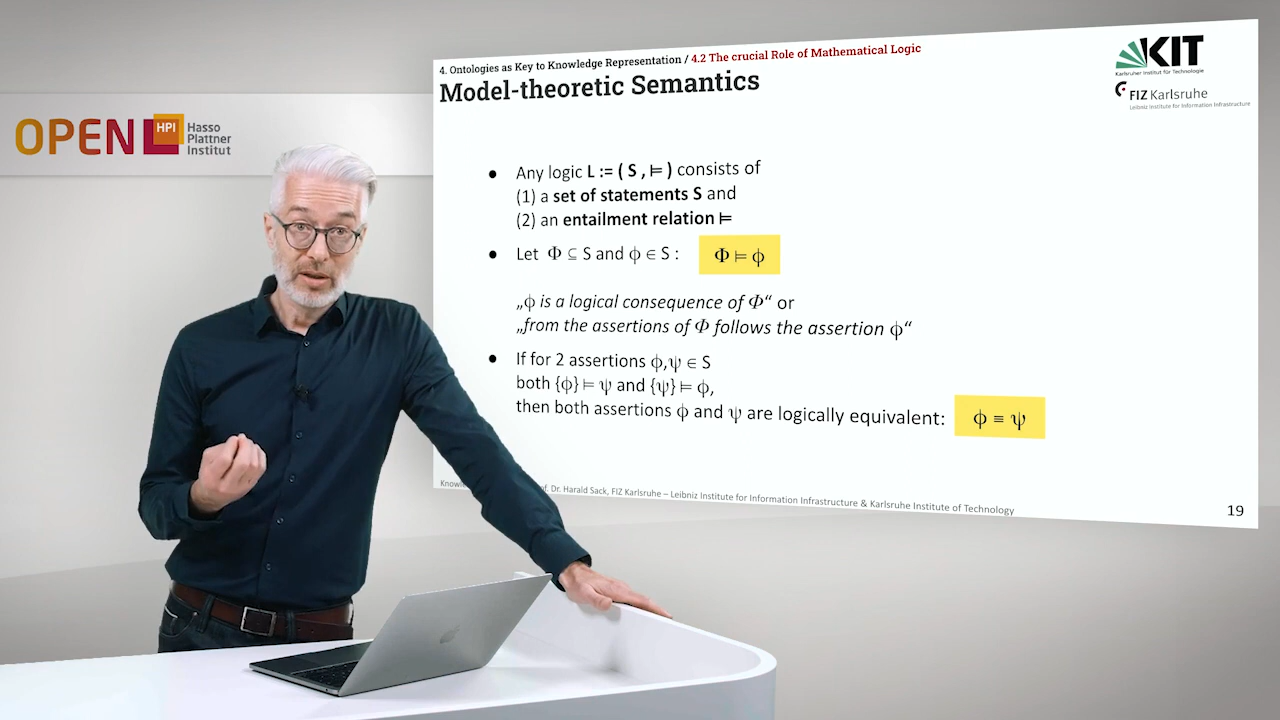 4. Ontologies as Key to Knowledge Representation / 4.2 The crucial Role of Mathematical Logic
Model-theoretic Semantics
KIT
Karlsruher Institut für Technologie
FIZ Karlsruhe
Leibniz Institute for Information Infrastructure
OPEN HPI
Hasso
Plattner
Institut
● Any logic L := ( S , ⊨ ) consists of
(1) a set of statements S and
(2) an entailment relation ⊨
● Let Φ ⊆ S and ϕ ∈ S : Φ ⊨ ϕ
„ϕ is a logical consequence of Φ“ or
„from the assertions of Φ follows the assertion ϕ“
● If for 2 assertions ϕ,ψ ∈ S
both {ϕ} ⊨ ψ and {ψ} ⊨ ϕ,
then both assertions ϕ and ψ are logically equivalent: ϕ ≡ ψ
Dr. Harald Sack, FIZ Karlsruhe – Leibniz Institute for Information Infrastructure & Karlsruhe Institute of Technology
19